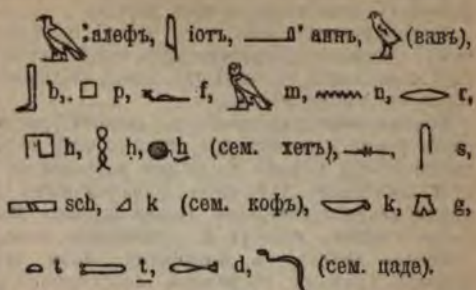 :алефъ, іотъ, ' аинъ, (вавъ),
b,. p, f, m, n, r,
h, ḥ, ẖ (сем. хетъ), s,
sch, k (сем. кофъ), k, g,
t ṯ, d, (сем. цаде).